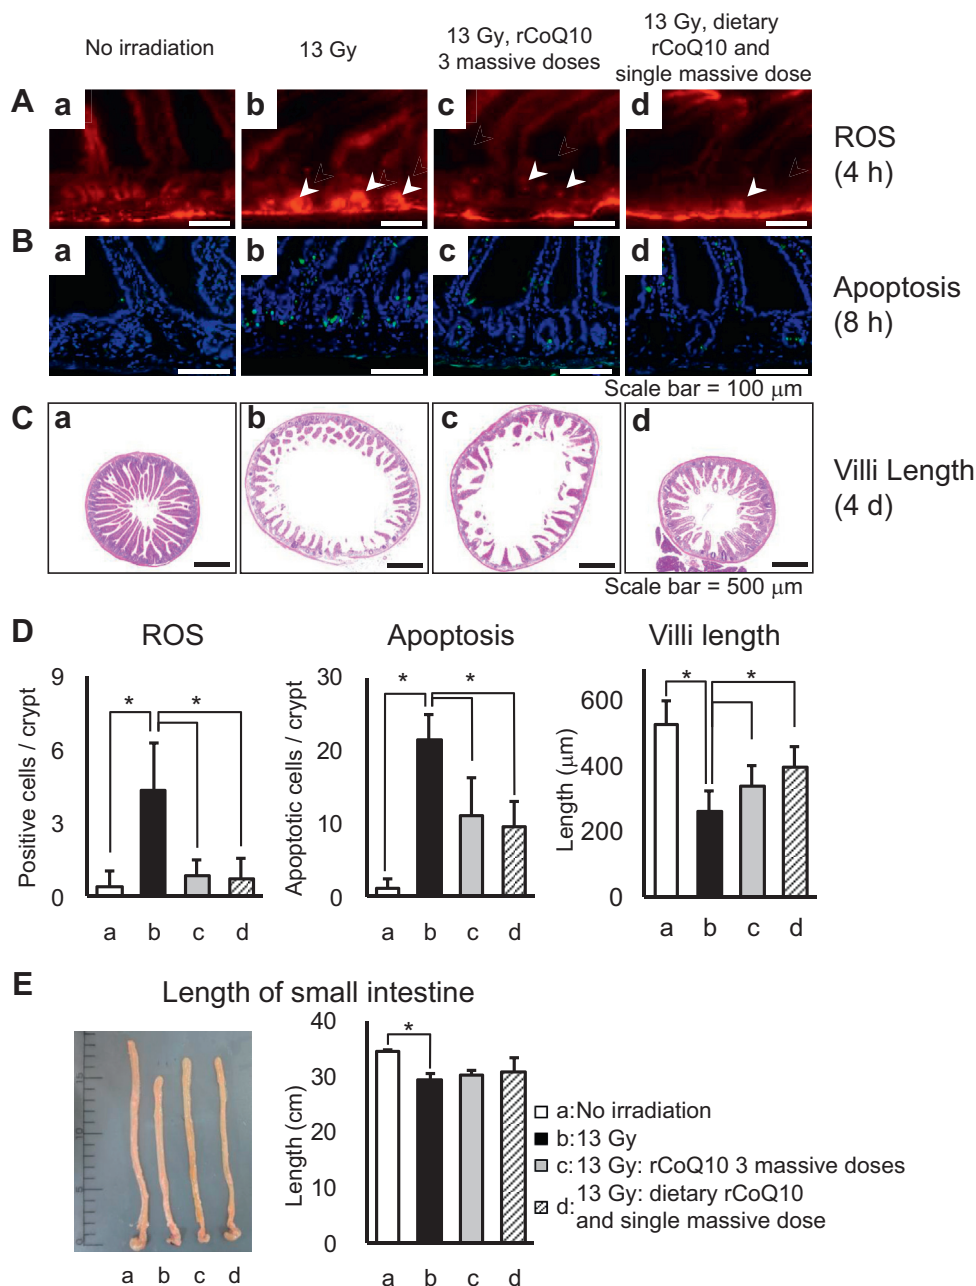 No irradiation
13 Gy
13 Gy, rCoQ10
3 massive doses
13 Gy, dietary
rCoQ10 and
single massive dose
A
a
b
c
d
ROS
(4 h)
B
a
b
c
d
Apoptosis
(8 h)
Scale bar = 100 μm
C
a
b
c
d
Villi Length
(4 d)
Scale bar = 500 μm
D
ROS
Positive cells / crypt
9
6
3
0
*
*
a b c d
Apoptosis
Apoptotic cells / crypt
30
20
10
0
*
*
a b c d
Villi length
Length (μm)
600
400
200
0
*
*
a b c d
E
Length of small intestine
15
10
5
0
a b c d
Length (cm)
40
30
20
10
0
*
a b c d
a:No irradiation
b:13 Gy
c:13 Gy: rCoQ10 3 massive doses
d: 13 Gy: dietary rCoQ10
and single massive dose